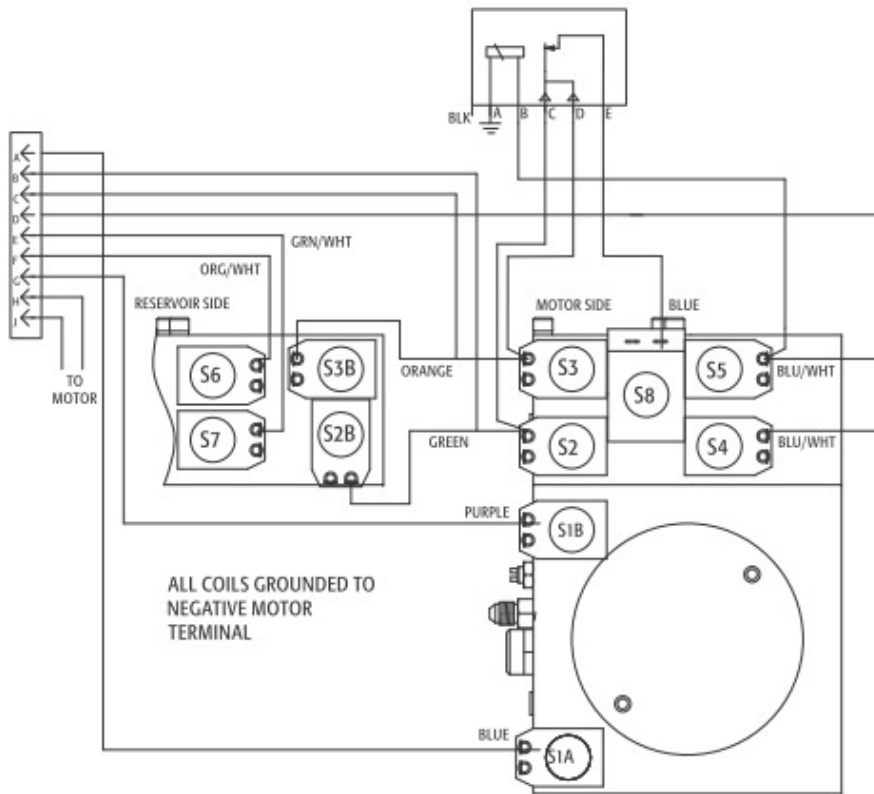 BLK
A
B
C
D
E
A
B
C
D
E
F
G
H
J
GRN/WHT
ORG/WHT
RESERVOIR SIDE
MOTOR SIDE
BLUE
TO
MOTOR
S6
S3B
ORANGE
S3
S8
S5
BLU/WHT
S7
S2B
GREEN
S2
S4
BLU/WHT
PURPLE
S1B
ALL COILS GROUNDED TO
NEGATIVE MOTOR
TERMINAL
BLUE
S1A